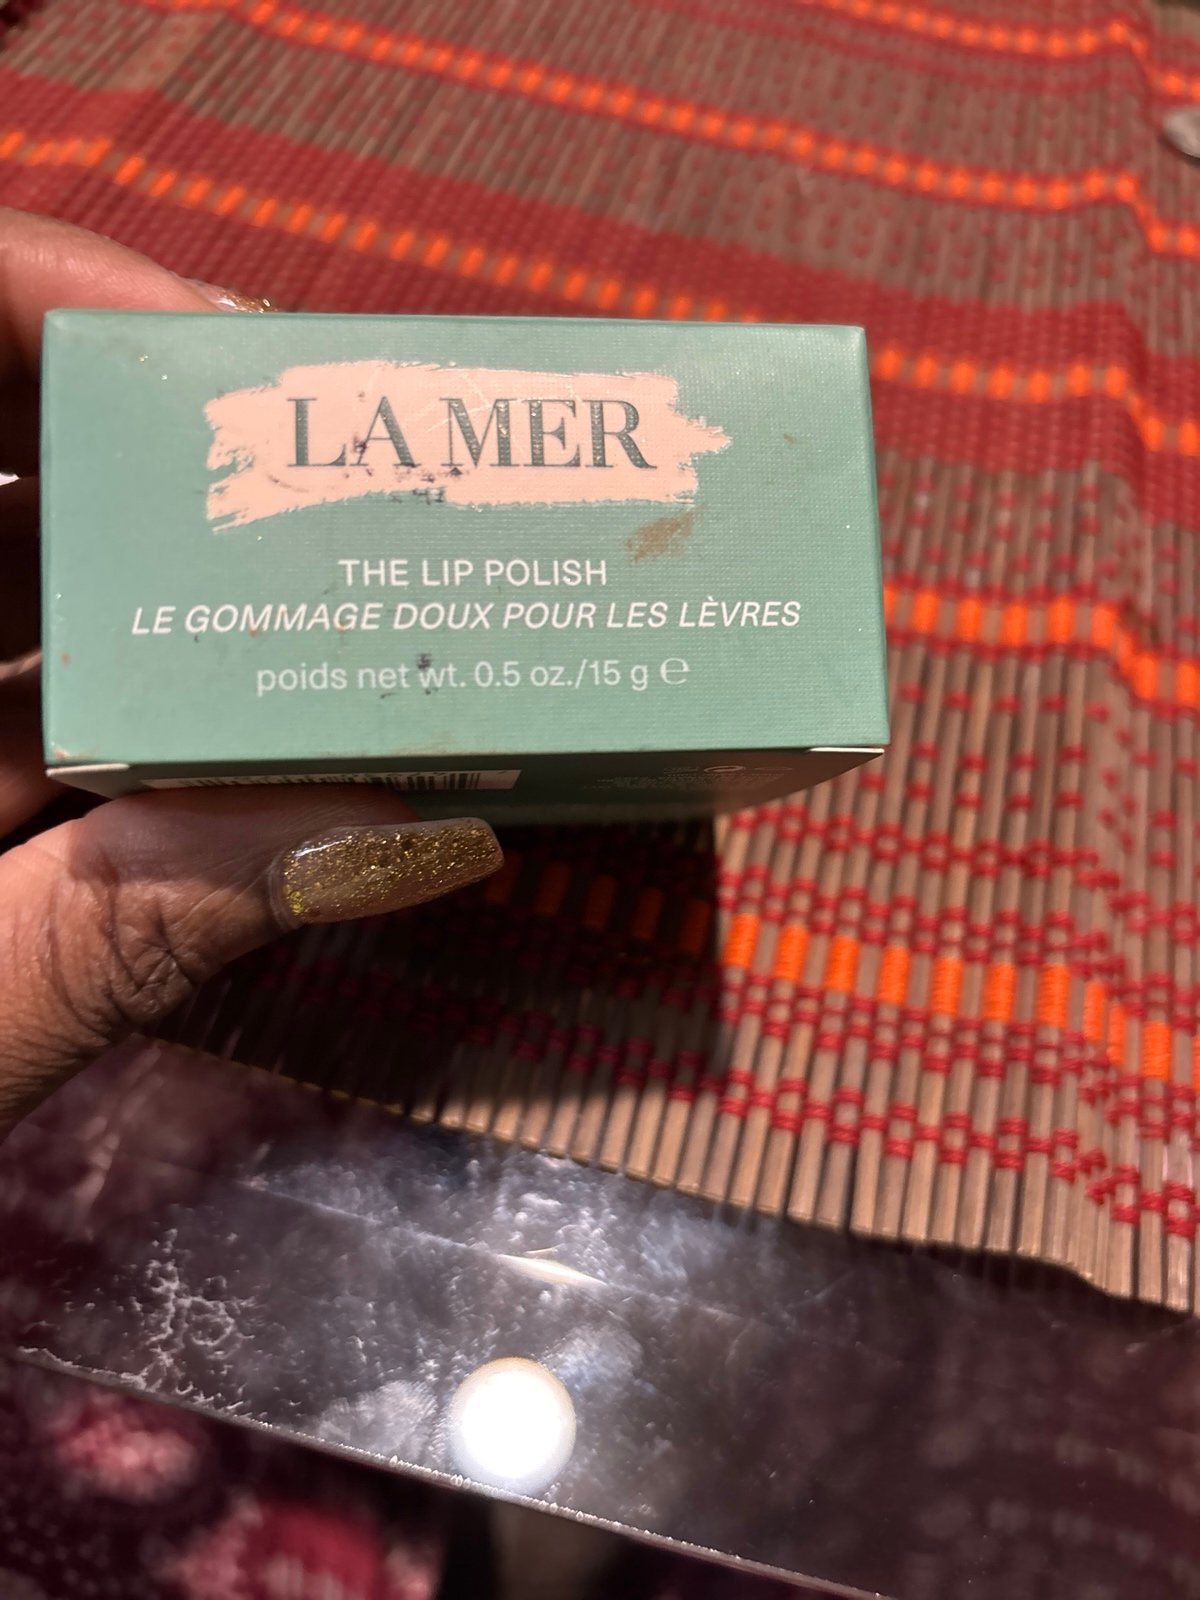 LA MER
THE LIP POLISH
LE GOMMAGE DOUX POUR LES LÈVRES
poids net wt. 0.5 oz./15 g ℮